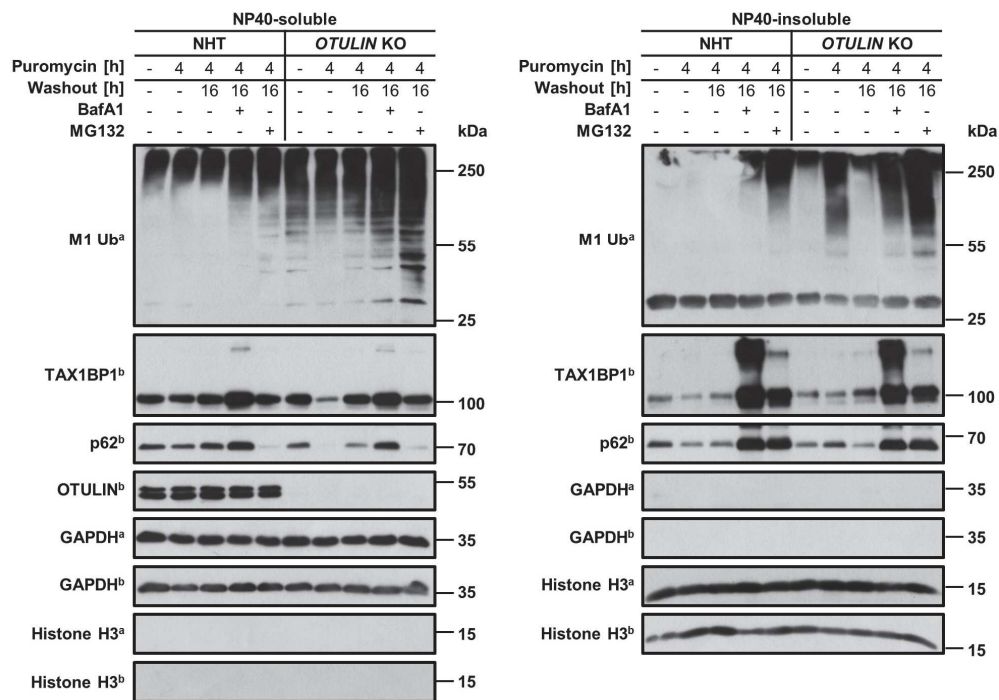 NP40-soluble
NHT OTULIN KO
Puromycin [h] - 4 4 4 4 - 4 4 4 4
Washout [h] - - 16 16 16 - - 16 16 16
BafA1 - - - + - - - - + -
MG132 - - - - + - - - - + kDa
M1 Ubᵃ
250
55
25
TAX1BP1ᵇ
100
p62ᵇ
70
OTULINᵇ
55
GAPDHᵃ
35
GAPDHᵇ
35
Histone H3ᵃ
15
Histone H3ᵇ
15
NP40-insoluble
NHT OTULIN KO
Puromycin [h] - 4 4 4 4 - 4 4 4 4
Washout [h] - - 16 16 16 - - 16 16 16
BafA1 - - - + - - - - + -
MG132 - - - - + - - - - + kDa
M1 Ubᵃ
250
55
25
TAX1BP1ᵇ
100
p62ᵇ
70
GAPDHᵃ
35
GAPDHᵇ
35
Histone H3ᵃ
15
Histone H3ᵇ
15